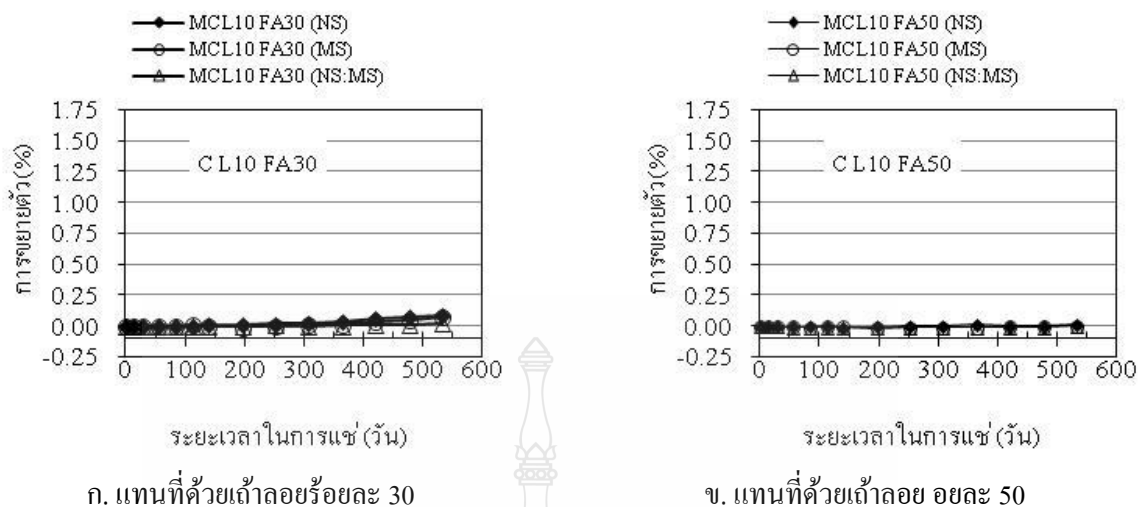 MCL10 FA30 (NS)
MCL10 FA30 (MS)
MCL10 FA30 (NS:MS)
1.75
1.50
1.25
1.00
0.75
0.50
0.25
0.00
-0.25
การขยายตัว(%)
CL10 FA30
0 100 200 300 400 500 600
ระยะเวลาในการแช่ (วัน)
ก. แทนที่ด้วยเถ้าลอยร้อยละ 30
MCL10 FA50 (NS)
MCL10 FA50 (MS)
MCL10 FA50 (NS:MS)
1.75
1.50
1.25
1.00
0.75
0.50
0.25
0.00
-0.25
การขยายตัว(%)
CL10 FA50
0 100 200 300 400 500 600
ระยะเวลาในการแช่ (วัน)
ข. แทนที่ด้วยเถ้าลอย อยละ 50